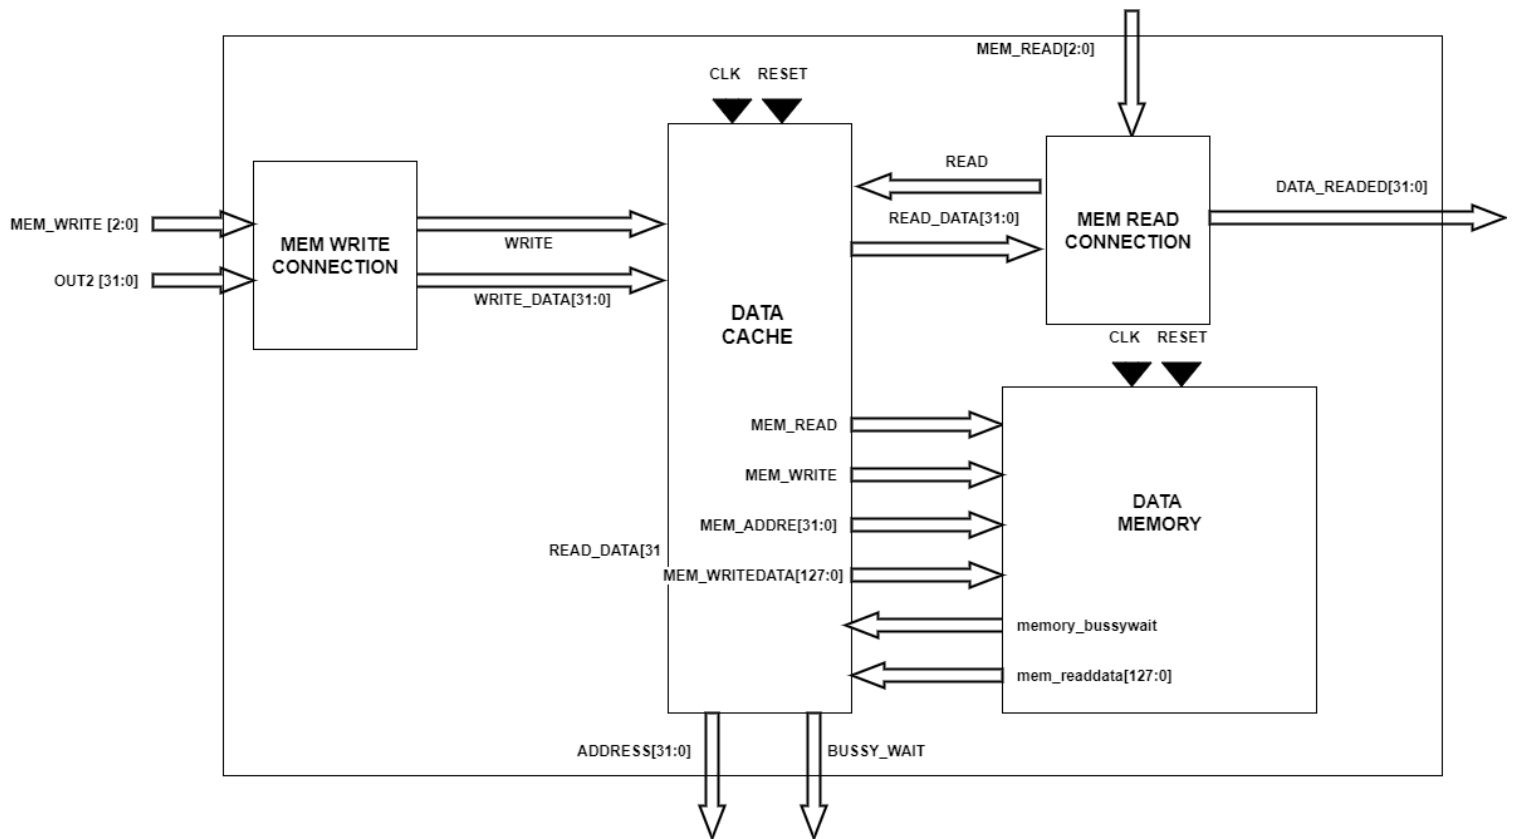 MEM_READ[2:0]
CLK RESET
READ
DATA_READED[31:0]
MEM_WRITE [2:0]
READ_DATA[31:0]
MEM READ
CONNECTION
MEM WRITE
CONNECTION
WRITE
OUT2 [31:0]
WRITE_DATA[31:0]
DATA
CACHE
CLK RESET
MEM_READ
MEM_WRITE
DATA
MEMORY
MEM_ADDRE[31:0]
READ_DATA[31
MEM_WRITEDATA[127:0]
memory_bussywait
mem_readdata[127:0]
ADDRESS[31:0]
BUSSY_WAIT